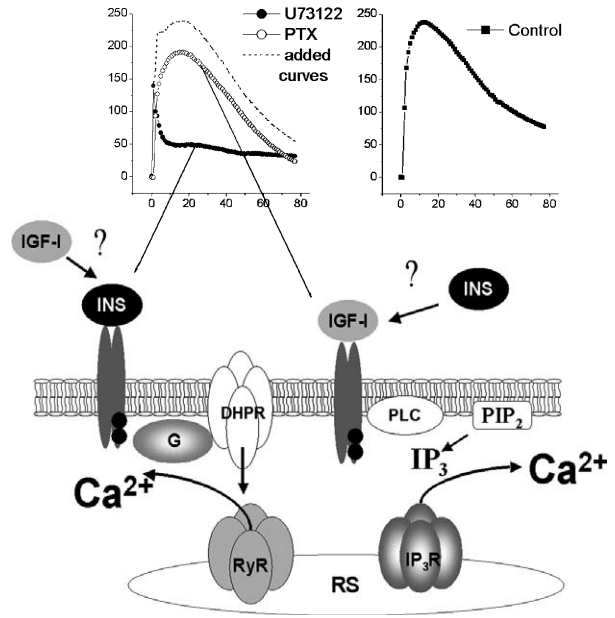 U73122
PTX
added
curves
250
200
150
100
50
0
0 20 40 60 80
Control
250
200
150
100
50
0
0 20 40 60 80
IGF-I
?
INS
?
INS
IGF-I
DHPR
PLC
PIP2
G
IP3
Ca2+
Ca2+
RyR
IP3R
RS